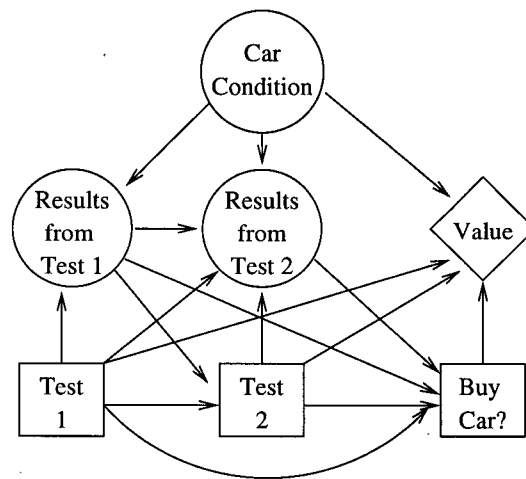 Car
Condition
Results
from
Test 1
Results
from
Test 2
Value
Test
1
Test
2
Buy
Car?